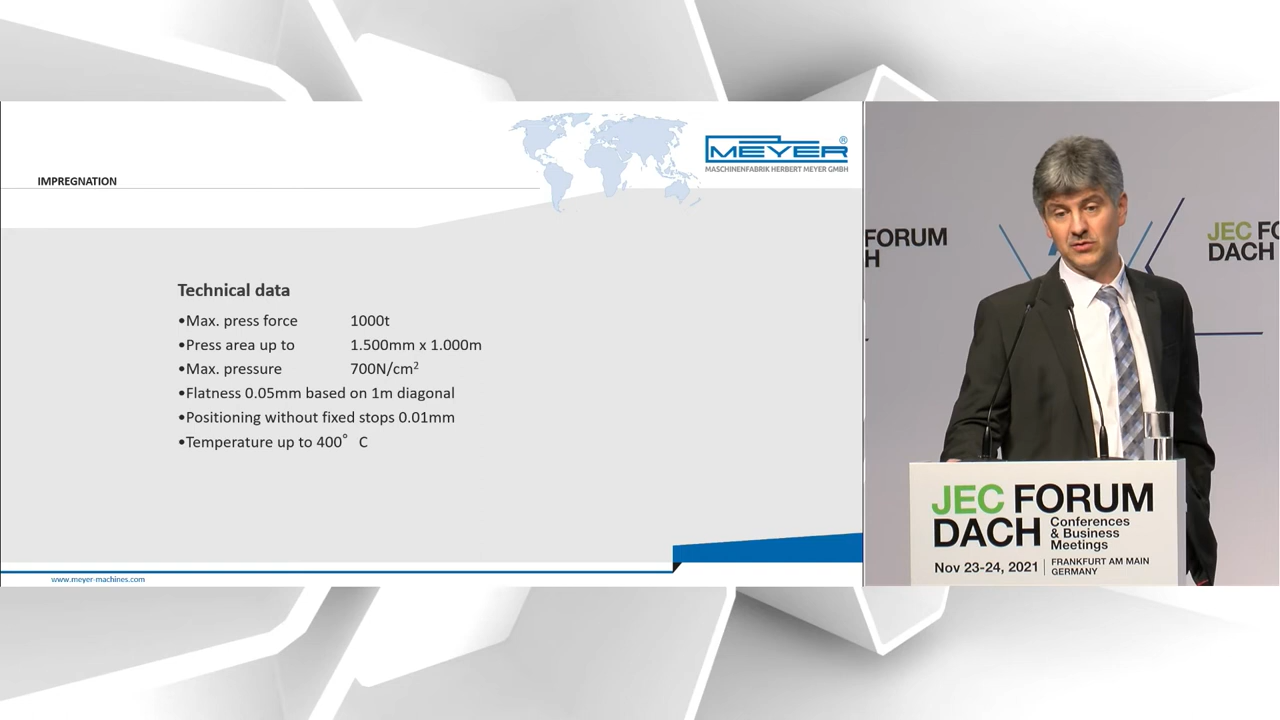 IMPREGNATION
MEYER®
MASCHINENFABRIK HERBERT MEYER GMBH
Technical data
•Max. press force 1000t
•Press area up to 1.500mm x 1.000m
•Max. pressure 700N/cm²
•Flatness 0.05mm based on 1m diagonal
•Positioning without fixed stops 0.01mm
•Temperature up to 400° C
www.meyer-machines.com
FORUM
H
JEC FO
DACH
JEC FORUM
DACH Conferences
& Business
Meetings
Nov 23-24, 2021 | FRANKFURT AM MAIN
GERMANY